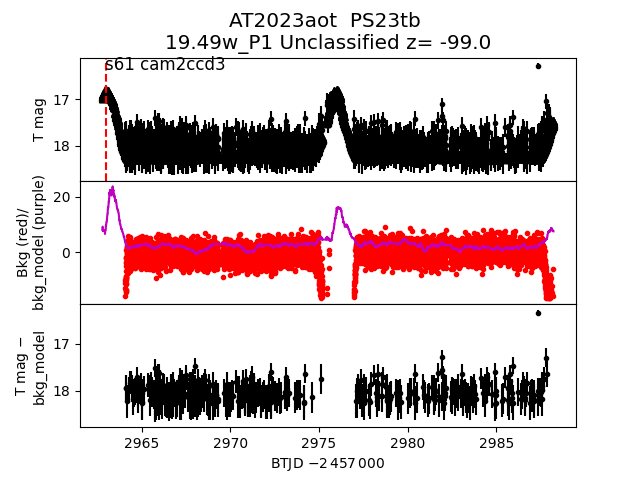 AT2023aot  PS23tb
19.49w_P1 Unclassified z= -99.0
s61 cam2ccd3
T mag
17
18
Bkg (red)/
bkg_model (purple)
20
0
T mag −
bkg_model
17
18
2965 2970 2975 2980 2985
BTJD −2 457 000